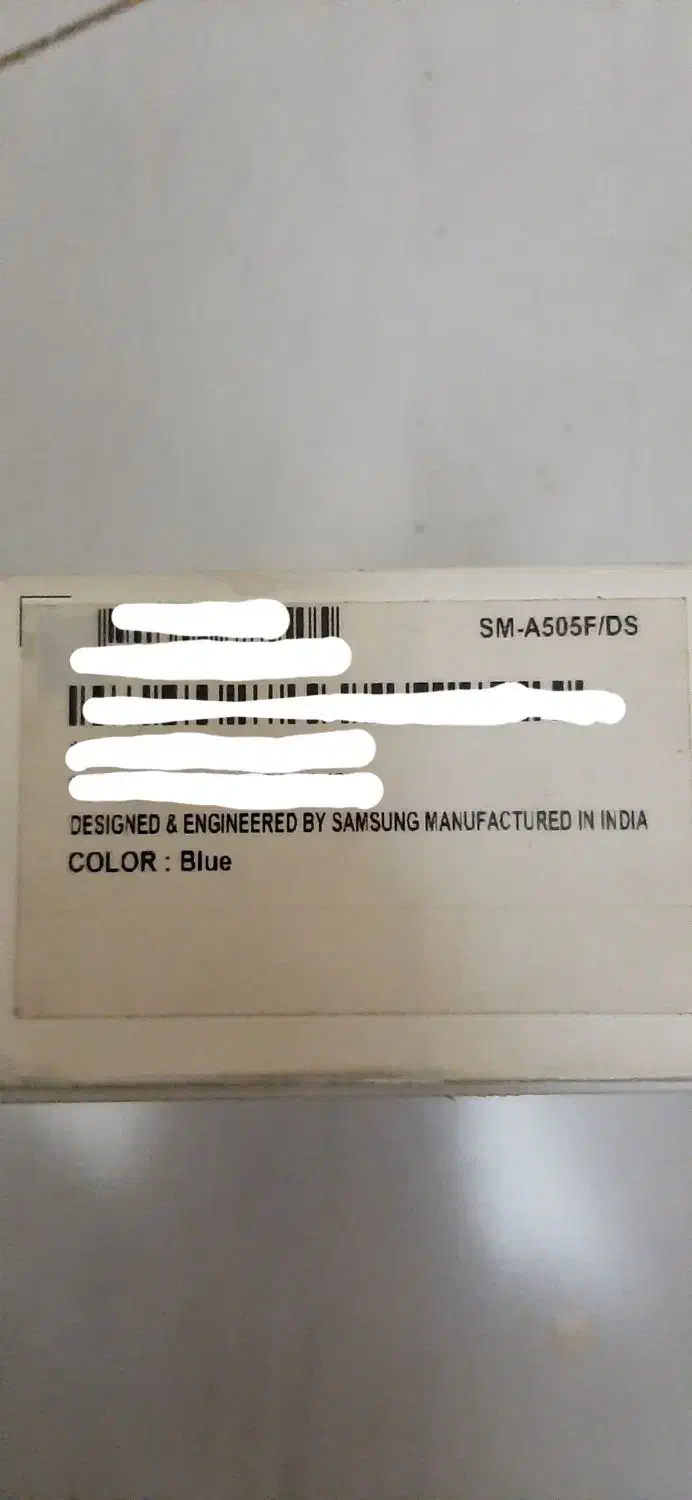 SM-A505F/DS
DESIGNED & ENGINEERED BY SAMSUNG MANUFACTURED IN INDIA
COLOR : Blue